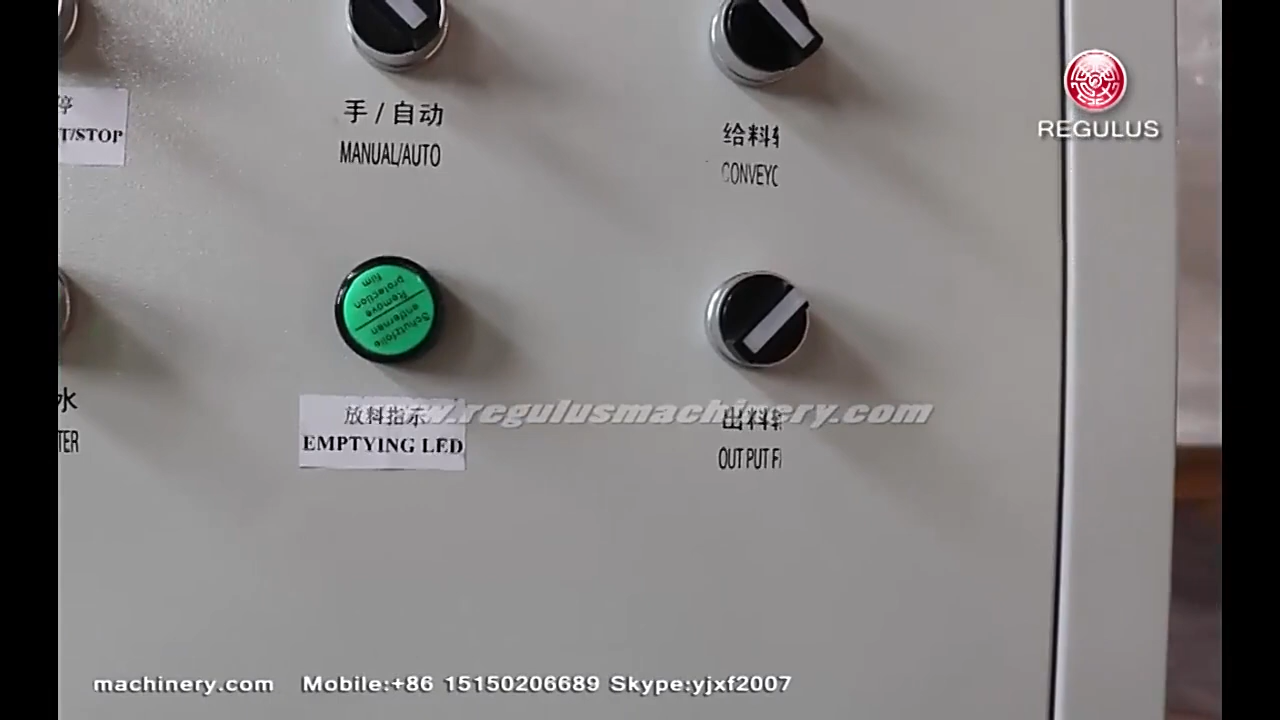 停
T/STOP
手/自动
MANUAL/AUTO
给料
CONVEYO
REGULUS
Schutzfolie
entfernen
Remove
protection
film
水
TER
放料指示
EMPTYING LED
w.regulusmachinery.com
出料
OUT PUT F
machinery.com Mobile:+86 15150206689 Skype:yjxf2007